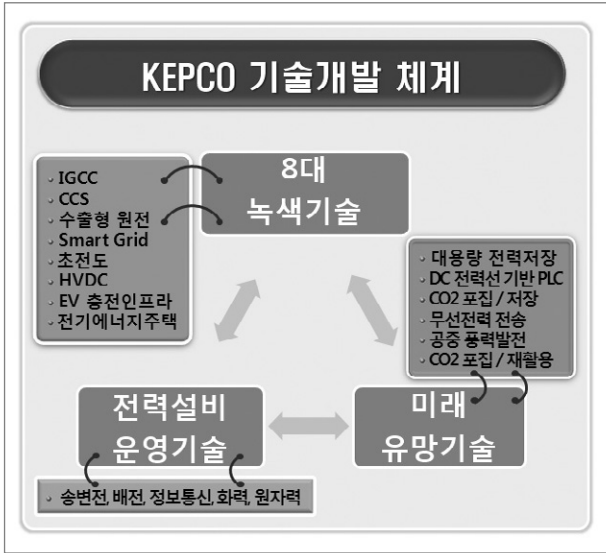 KEPCO 기술개발 체계
8대
녹색기술
IGCC
CCS
수출형 원전
Smart Grid
초전도
HVDC
EV 충전인프라
전기에너지주택
대용량 전력저장
DC 전력선 기반 PLC
CO2 포집 / 저장
무선전력 전송
공중 풍력발전
CO2 포집 / 재활용
전력설비
운영기술
미래
유망기술
송변전, 배전, 정보통신, 화력, 원자력